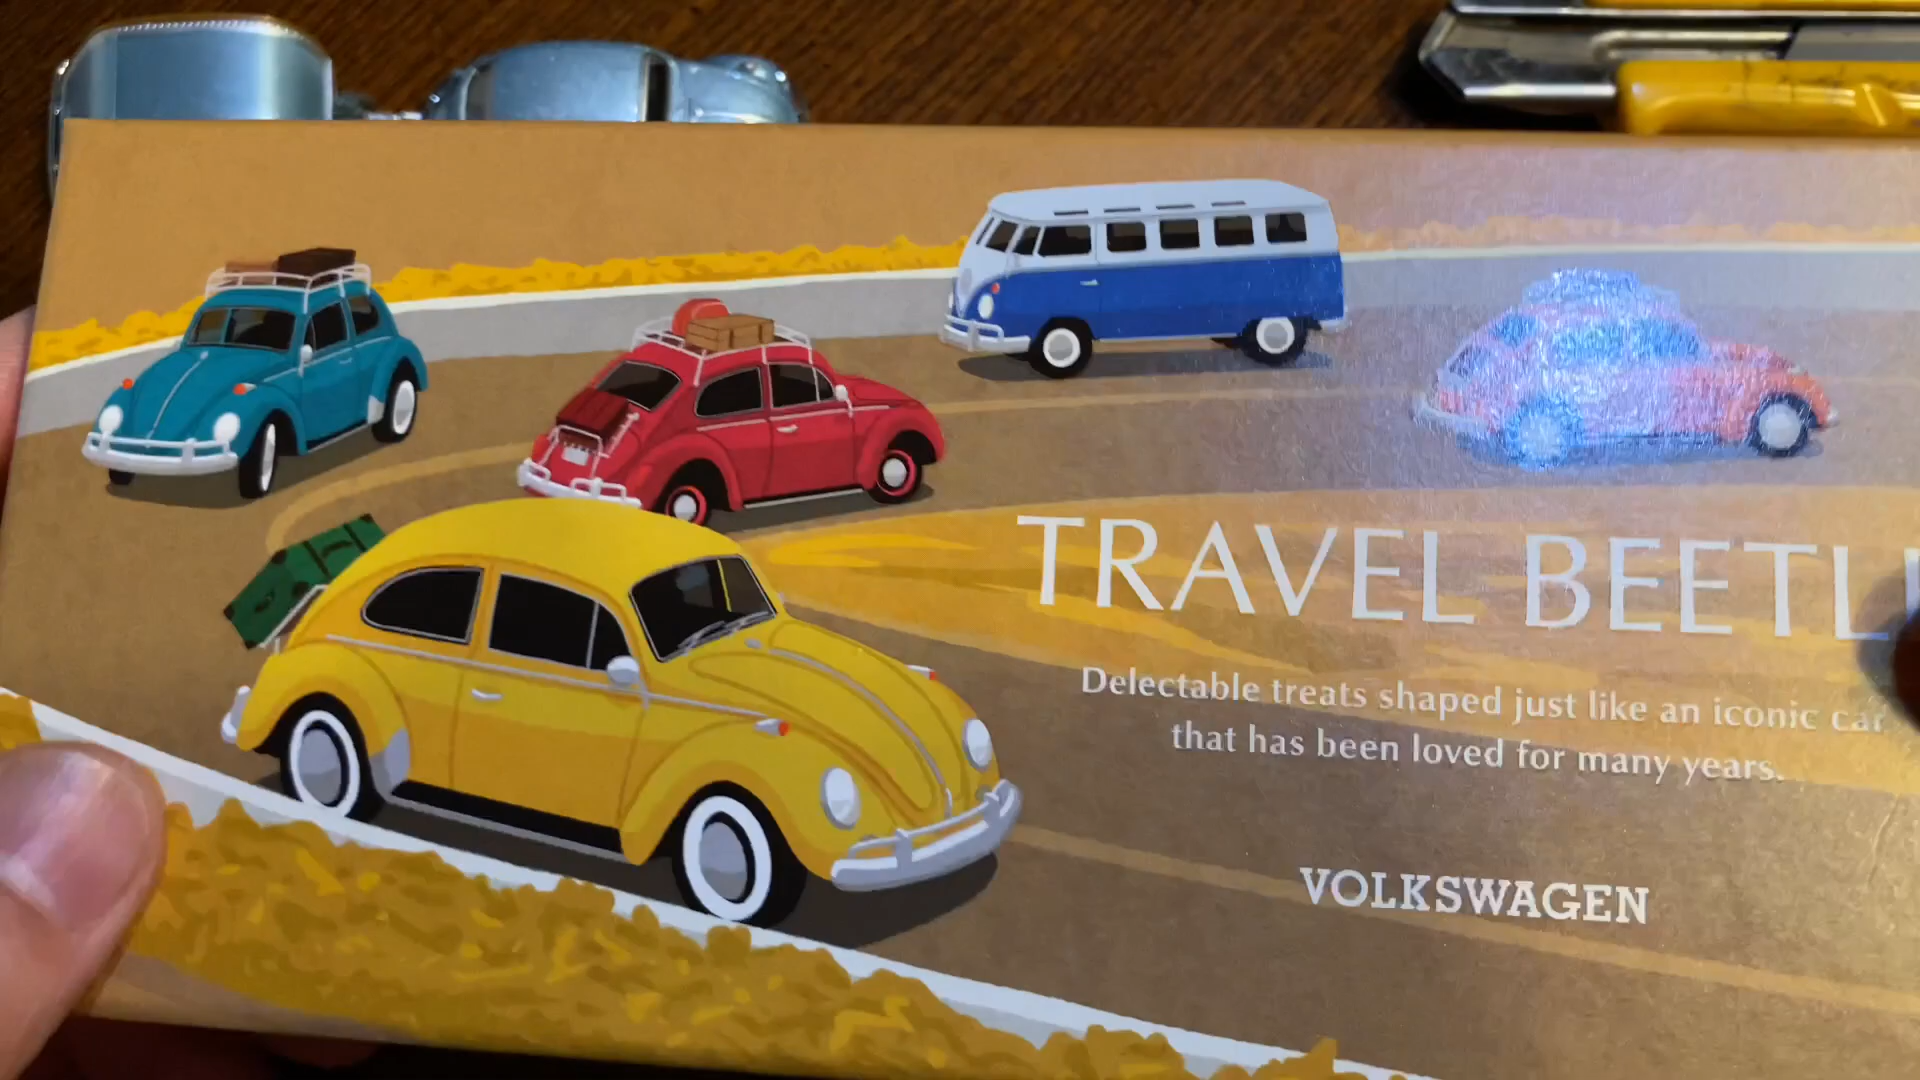 TRAVEL BEETL
Delectable treats shaped just like an iconic car
that has been loved for many years.
VOLKSWAGEN